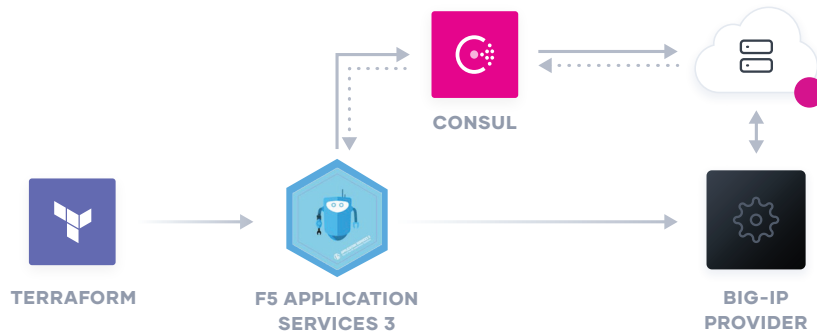 CONSUL
TERRAFORM
F5 APPLICATION
SERVICES 3
BIG-IP
PROVIDER